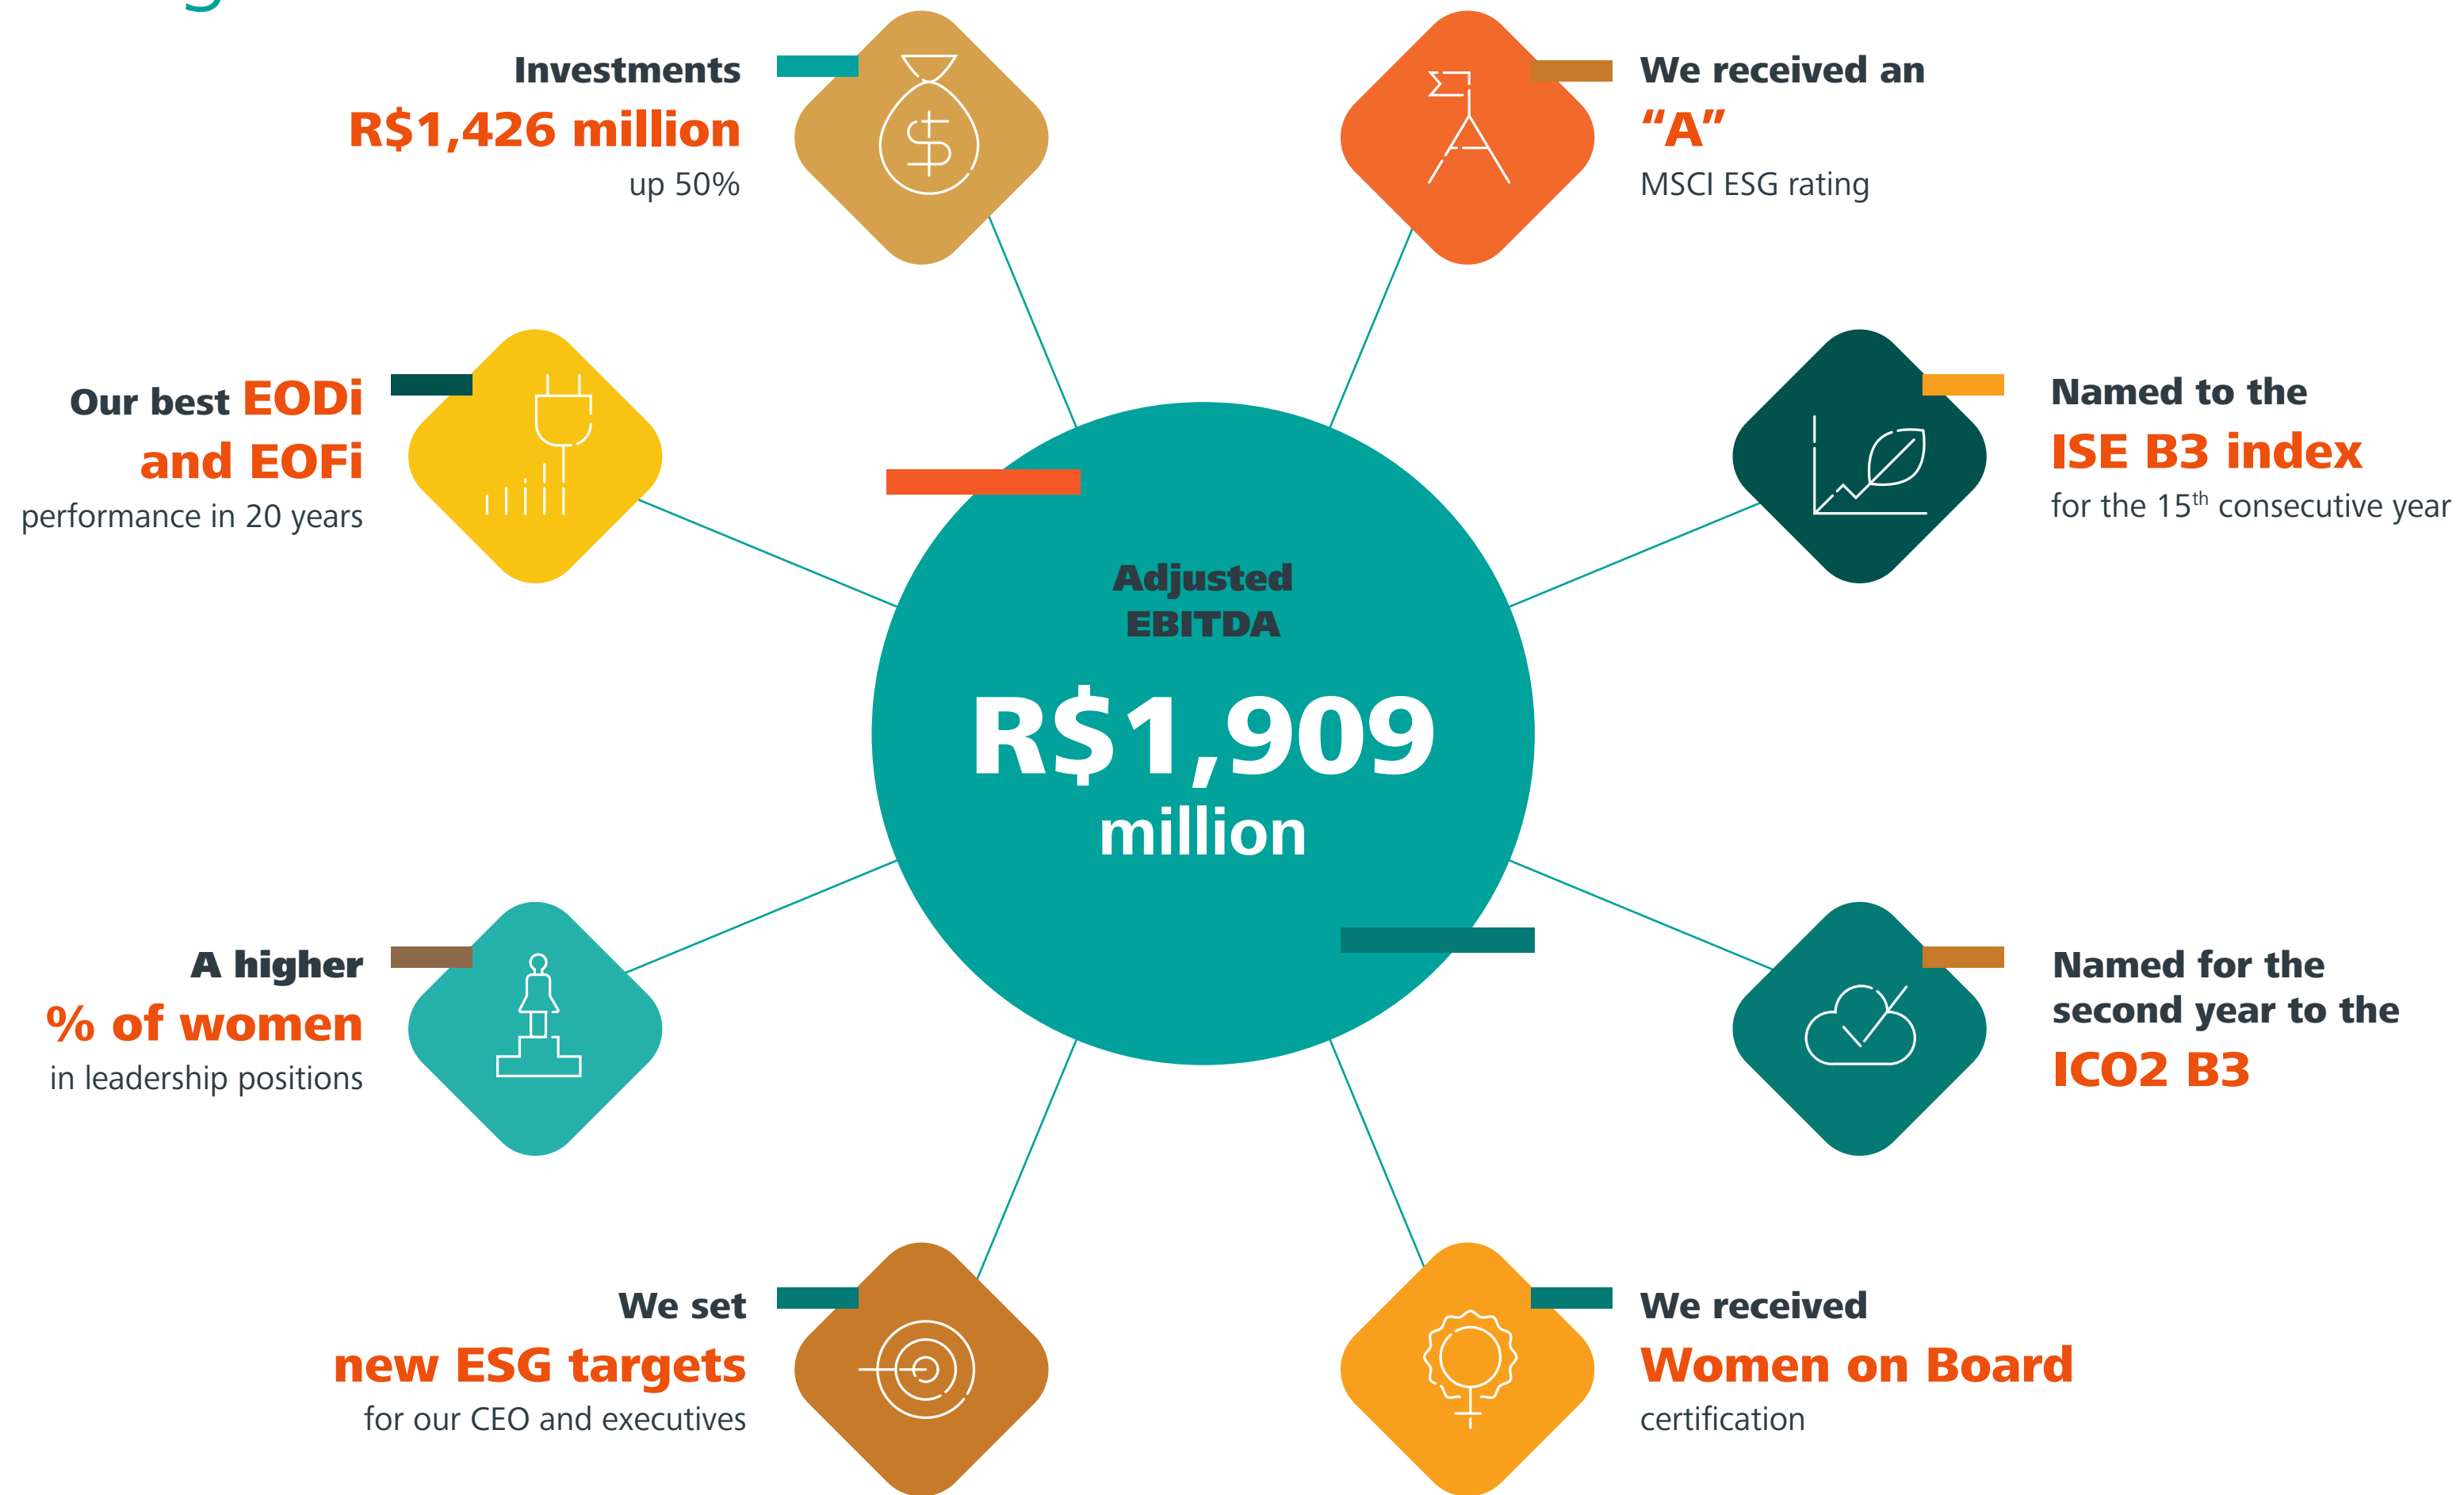 Investments
R$1,426 million
up 50%
We received an
“A”
MSCI ESG rating
Our best EODi
and EOFi
performance in 20 years
Named to the
ISE B3 index
for the 15th consecutive year
Adjusted
EBITDA
R$1,909
million
A higher
% of women
in leadership positions
Named for the
second year to the
ICO2 B3
We set
new ESG targets
for our CEO and executives
We received
Women on Board
certification